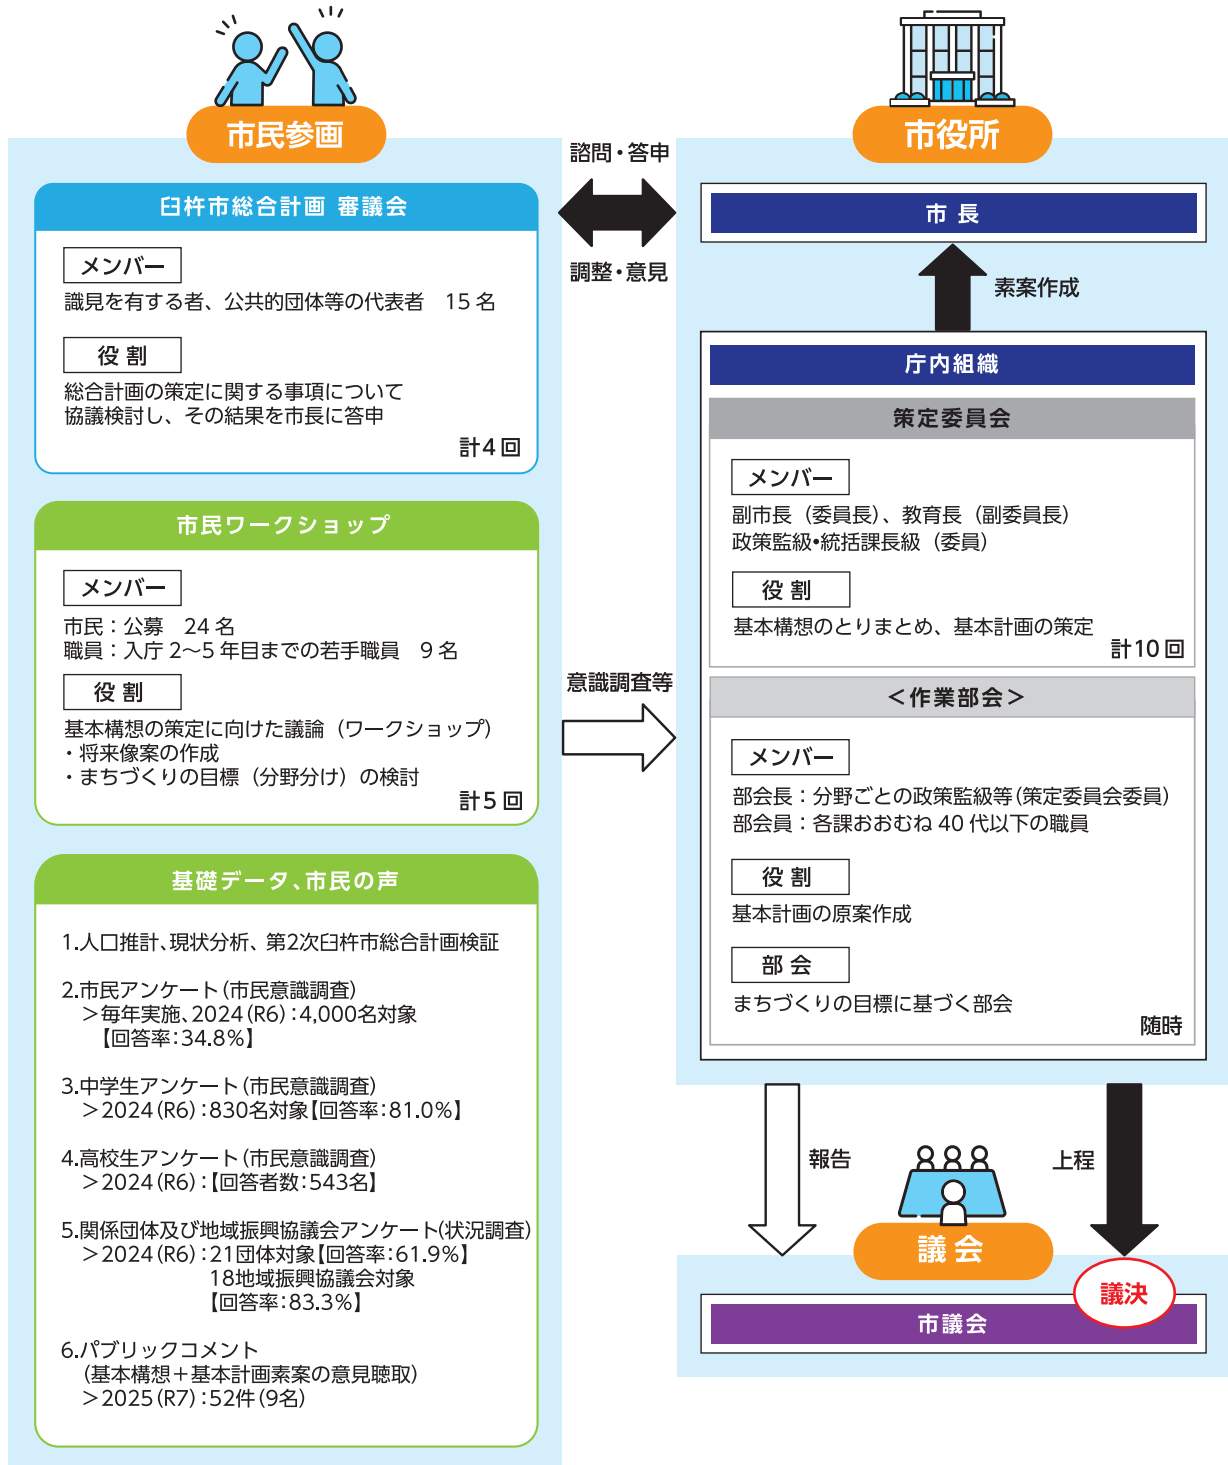 市民参画
臼杵市総合計画 審議会
メンバー
識見を有する者、公共的団体等の代表者 15名
役割
総合計画の策定に関する事項について
協議検討し、その結果を市長に答申
計4回
市民ワークショップ
メンバー
市民：公募 24名
職員：入庁2～5年目までの若手職員 9名
役割
基本構想の策定に向けた議論（ワークショップ）
・将来像案の作成
・まちづくりの目標（分野分け）の検討
計5回
基礎データ、市民の声
1.人口推計、現状分析、第2次臼杵市総合計画検証
2.市民アンケート(市民意識調査)
＞毎年実施、2024(R6)：4,000名対象
【回答率：34.8%】
3.中学生アンケート(市民意識調査)
＞2024(R6)：830名対象【回答率：81.0%】
4.高校生アンケート(市民意識調査)
＞2024(R6)：【回答者数：543名】
5.関係団体及び地域振興協議会アンケート(状況調査)
＞2024(R6)：21団体対象【回答率：61.9%】
18地域振興協議会対象
【回答率：83.3%】
6.パブリックコメント
(基本構想＋基本計画素案の意見聴取)
＞2025(R7)：52件(9名)
諮問・答申
調整・意見
意識調査等
市役所
市長
素案作成
庁内組織
策定委員会
メンバー
副市長（委員長）、教育長（副委員長）
政策監級•統括課長級（委員）
役割
基本構想のとりまとめ、基本計画の策定
計10回
＜作業部会＞
メンバー
部会長：分野ごとの政策監級等(策定委員会委員)
部会員：各課おおむね40代以下の職員
役割
基本計画の原案作成
部会
まちづくりの目標に基づく部会
随時
報告
上程
議会
議決
市議会